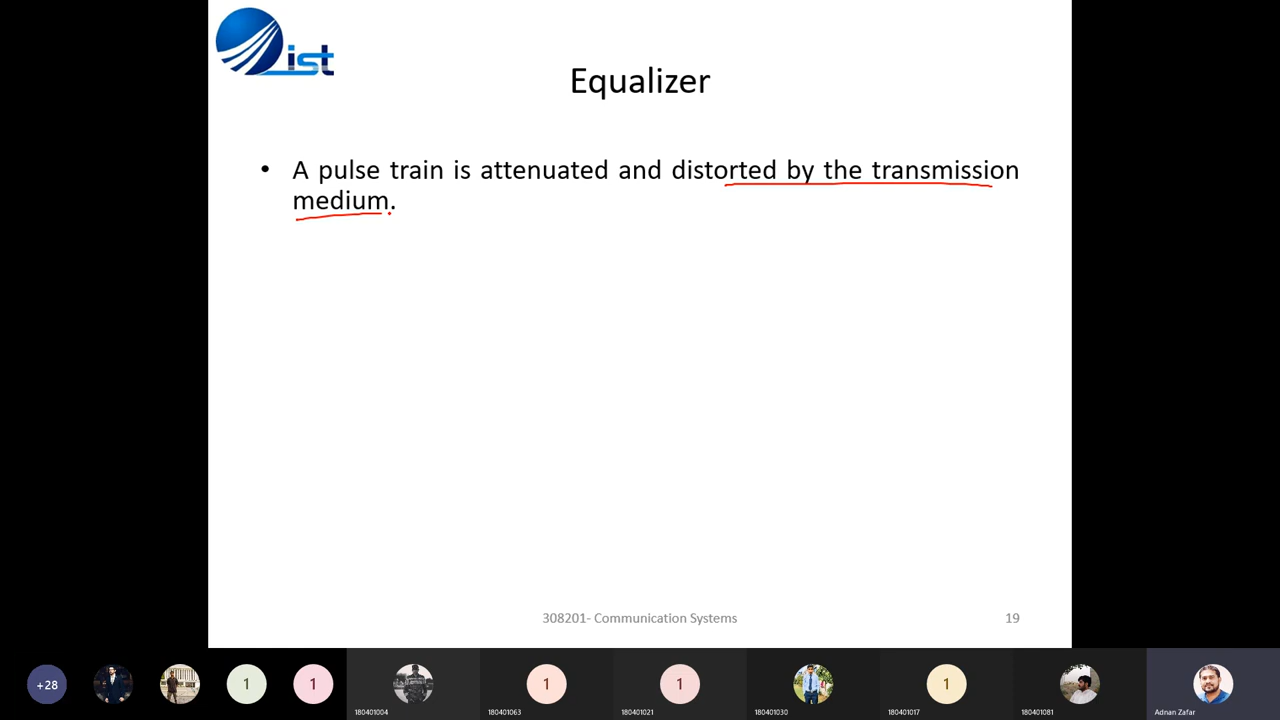 ist
Equalizer
• A pulse train is attenuated and distorted by the transmission
medium.
308201- Communication Systems
19
+28
1
1
1
1
1
180401004
180401063
180401021
180401030
180401017
180401081
Adnan Zafar